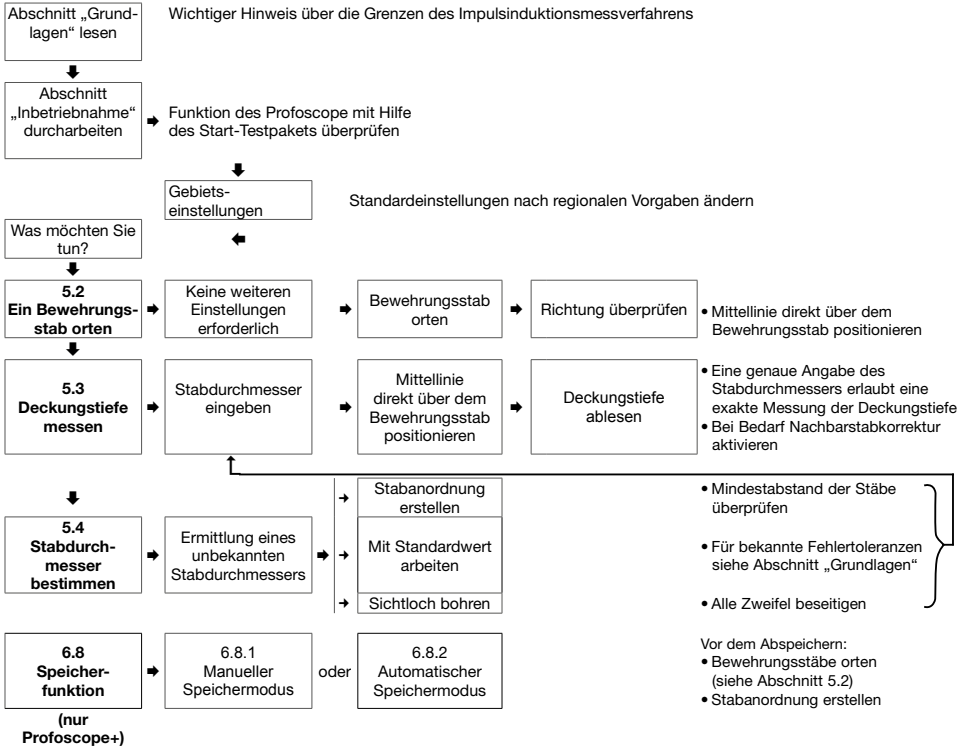 Abschnitt „Grund-
lagen“ lesen
Wichtiger Hinweis über die Grenzen des Impulsinduktionsmessverfahrens
Abschnitt
„Inbetriebnahme“
durcharbeiten
Funktion des Profoscope mit Hilfe
des Start-Testpakets überprüfen
Gebiets-
einstellungen
Standardeinstellungen nach regionalen Vorgaben ändern
Was möchten Sie
tun?
5.2
Ein Bewehrungs-
stab orten
Keine weiteren
Einstellungen
erforderlich
Bewehrungsstab
orten
Richtung überprüfen
• Mittellinie direkt über dem
Bewehrungsstab positionieren
5.3
Deckungstiefe
messen
Stabdurchmesser
eingeben
Mittellinie
direkt über dem
Bewehrungsstab
positionieren
Deckungstiefe
ablesen
• Eine genaue Angabe des
Stabdurchmessers erlaubt eine
exakte Messung der Deckungstiefe
• Bei Bedarf Nachbarstabkorrektur
aktivieren
5.4
Stabdurch-
messer
bestimmen
Ermittlung eines
unbekannten
Stabdurchmessers
Stabanordnung
erstellen
Mit Standardwert
arbeiten
Sichtloch bohren
• Mindestabstand der Stäbe
überprüfen
• Für bekannte Fehlertoleranzen
siehe Abschnitt „Grundlagen“
• Alle Zweifel beseitigen
6.8
Speicher-
funktion
(nur
Profoscope+)
6.8.1
Manueller
Speichermodus
oder
6.8.2
Automatischer
Speichermodus
Vor dem Abspeichern:
• Bewehrungsstäbe orten
(siehe Abschnitt 5.2)
• Stabanordnung erstellen